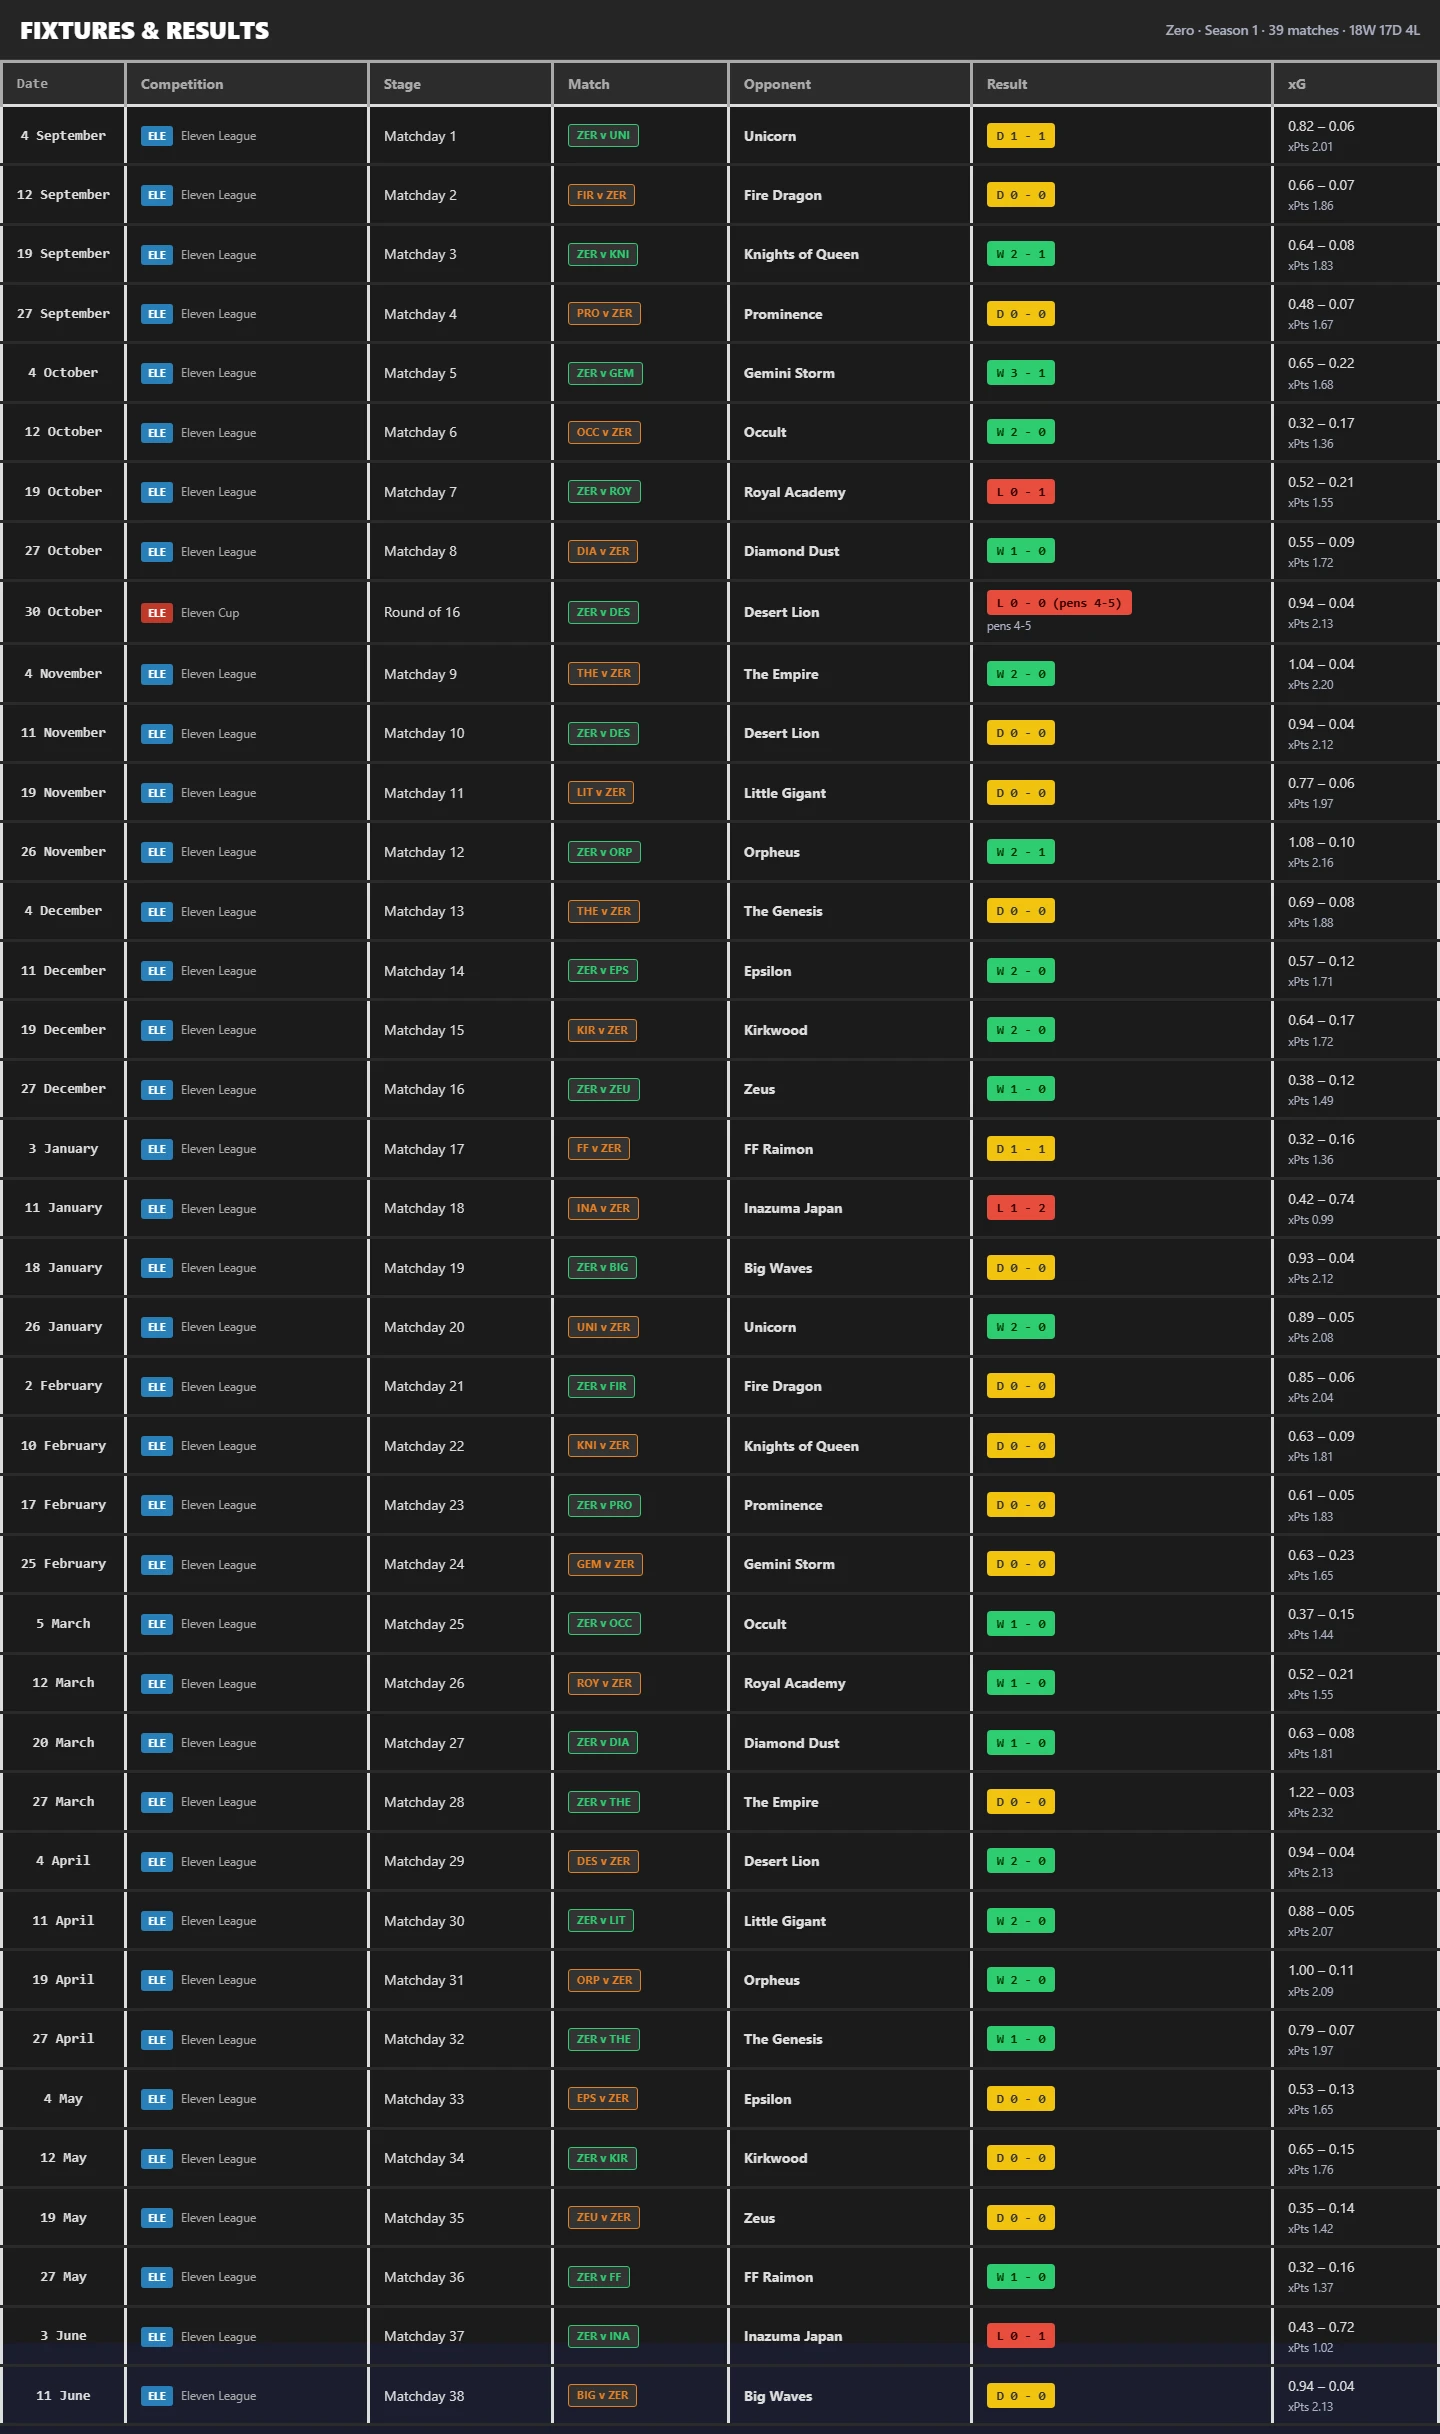 FIXTURES & RESULTS
Zero · Season 1 · 39 matches · 18W 17D 4L
Date Competition Stage Match Opponent Result xG
4 September ELE Eleven League Matchday 1 ZER v UNI Unicorn D 1 - 1 0.82 – 0.06
xPts 2.01
12 September ELE Eleven League Matchday 2 FIR v ZER Fire Dragon D 0 - 0 0.66 – 0.07
xPts 1.86
19 September ELE Eleven League Matchday 3 ZER v KNI Knights of Queen W 2 - 1 0.64 – 0.08
xPts 1.83
27 September ELE Eleven League Matchday 4 PRO v ZER Prominence D 0 - 0 0.48 – 0.07
xPts 1.67
4 October ELE Eleven League Matchday 5 ZER v GEM Gemini Storm W 3 - 1 0.65 – 0.22
xPts 1.68
12 October ELE Eleven League Matchday 6 OCC v ZER Occult W 2 - 0 0.32 – 0.17
xPts 1.36
19 October ELE Eleven League Matchday 7 ZER v ROY Royal Academy L 0 - 1 0.52 – 0.21
xPts 1.55
27 October ELE Eleven League Matchday 8 DIA v ZER Diamond Dust W 1 - 0 0.55 – 0.09
xPts 1.72
30 October ELE Eleven Cup Round of 16 ZER v DES Desert Lion L 0 - 0 (pens 4-5) 0.94 – 0.04
pens 4-5 xPts 2.13
4 November ELE Eleven League Matchday 9 THE v ZER The Empire W 2 - 0 1.04 – 0.04
xPts 2.20
11 November ELE Eleven League Matchday 10 ZER v DES Desert Lion D 0 - 0 0.94 – 0.04
xPts 2.12
19 November ELE Eleven League Matchday 11 LIT v ZER Little Gigant D 0 - 0 0.77 – 0.06
xPts 1.97
26 November ELE Eleven League Matchday 12 ZER v ORP Orpheus W 2 - 1 1.08 – 0.10
xPts 2.16
4 December ELE Eleven League Matchday 13 THE v ZER The Genesis D 0 - 0 0.69 – 0.08
xPts 1.88
11 December ELE Eleven League Matchday 14 ZER v EPS Epsilon W 2 - 0 0.57 – 0.12
xPts 1.71
19 December ELE Eleven League Matchday 15 KIR v ZER Kirkwood W 2 - 0 0.64 – 0.17
xPts 1.72
27 December ELE Eleven League Matchday 16 ZER v ZEU Zeus W 1 - 0 0.38 – 0.12
xPts 1.49
3 January ELE Eleven League Matchday 17 FF v ZER FF Raimon D 1 - 1 0.32 – 0.16
xPts 1.36
11 January ELE Eleven League Matchday 18 INA v ZER Inazuma Japan L 1 - 2 0.42 – 0.74
xPts 0.99
18 January ELE Eleven League Matchday 19 ZER v BIG Big Waves D 0 - 0 0.93 – 0.04
xPts 2.12
26 January ELE Eleven League Matchday 20 UNI v ZER Unicorn W 2 - 0 0.89 – 0.05
xPts 2.08
2 February ELE Eleven League Matchday 21 ZER v FIR Fire Dragon D 0 - 0 0.85 – 0.06
xPts 2.04
10 February ELE Eleven League Matchday 22 KNI v ZER Knights of Queen D 0 - 0 0.63 – 0.09
xPts 1.81
17 February ELE Eleven League Matchday 23 ZER v PRO Prominence D 0 - 0 0.61 – 0.05
xPts 1.83
25 February ELE Eleven League Matchday 24 GEM v ZER Gemini Storm D 0 - 0 0.63 – 0.23
xPts 1.65
5 March ELE Eleven League Matchday 25 ZER v OCC Occult W 1 - 0 0.37 – 0.15
xPts 1.44
12 March ELE Eleven League Matchday 26 ROY v ZER Royal Academy W 1 - 0 0.52 – 0.21
xPts 1.55
20 March ELE Eleven League Matchday 27 ZER v DIA Diamond Dust W 1 - 0 0.63 – 0.08
xPts 1.81
27 March ELE Eleven League Matchday 28 ZER v THE The Empire D 0 - 0 1.22 – 0.03
xPts 2.32
4 April ELE Eleven League Matchday 29 DES v ZER Desert Lion W 2 - 0 0.94 – 0.04
xPts 2.13
11 April ELE Eleven League Matchday 30 ZER v LIT Little Gigant W 2 - 0 0.88 – 0.05
xPts 2.07
19 April ELE Eleven League Matchday 31 ORP v ZER Orpheus W 2 - 0 1.00 – 0.11
xPts 2.09
27 April ELE Eleven League Matchday 32 ZER v THE The Genesis W 1 - 0 0.79 – 0.07
xPts 1.97
4 May ELE Eleven League Matchday 33 EPS v ZER Epsilon D 0 - 0 0.53 – 0.13
xPts 1.65
12 May ELE Eleven League Matchday 34 ZER v KIR Kirkwood D 0 - 0 0.65 – 0.15
xPts 1.76
19 May ELE Eleven League Matchday 35 ZEU v ZER Zeus D 0 - 0 0.35 – 0.14
xPts 1.42
27 May ELE Eleven League Matchday 36 ZER v FF FF Raimon W 1 - 0 0.32 – 0.16
xPts 1.37
3 June ELE Eleven League Matchday 37 ZER v INA Inazuma Japan L 0 - 1 0.43 – 0.72
xPts 1.02
11 June ELE Eleven League Matchday 38 BIG v ZER Big Waves D 0 - 0 0.94 – 0.04
xPts 2.13